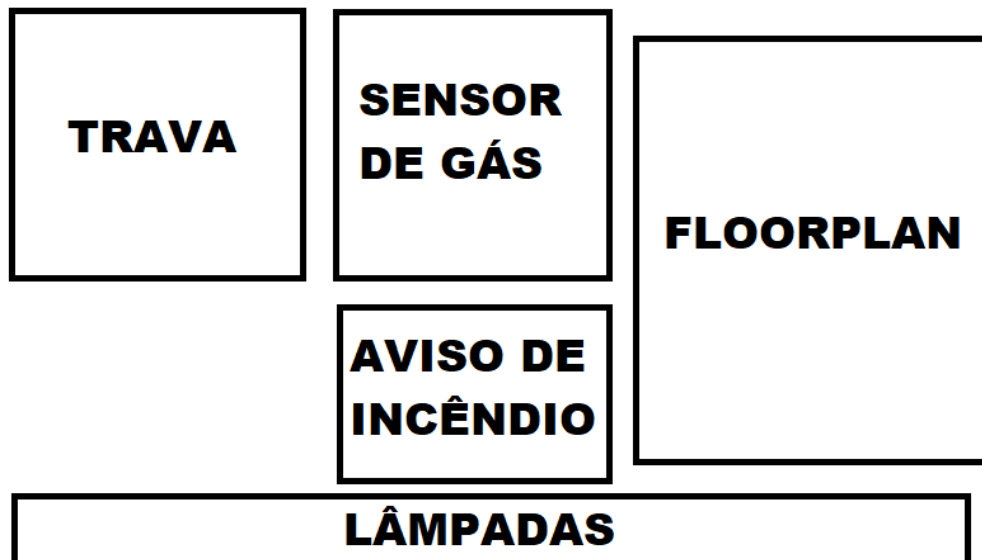 TRAVA
SENSOR
DE GÁS
FLOORPLAN
AVISO DE
INCÊNDIO
LÂMPADAS